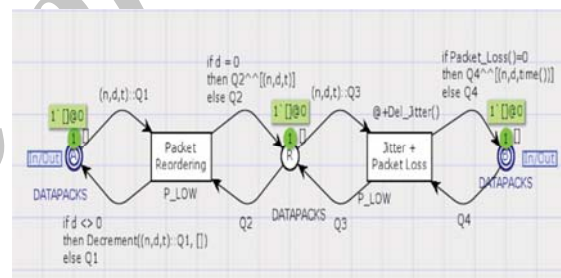 if d = 0
then Q2^^[(n,d,t)]
else Q2
if Packet_Loss()=0
then Q4^^[(n,d,time())]
else Q4
(n,d,t)::Q1
(n,d,t)::Q3
@+Del_Jitter()
1`[]@0
1`[]@0
1`[]@0
1
[]
1
[]
1
[]
In/Out
Packet
Reordering
R
Jitter +
Packet Loss
In/Out
DATAPACKS
P_LOW
DATAPACKS
P_LOW
DATAPACKS
Q2
Q3
Q4
if d <> 0
then Decrement((n,d,t)::Q1, [])
else Q1